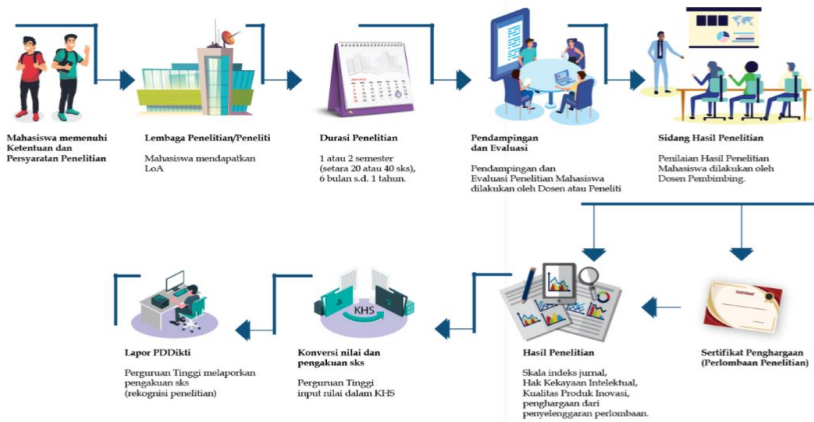 Mahasiswa memenuhi
Ketentuan dan
Persyaratan Penelitian
Lembaga Penelitian/Peneliti
Mahasiswa mendapatkan
LoA
Durasi Penelitian
1 atau 2 semester
(setara 20 atau 40 sks),
6 bulan s.d. 1 tahun.
Pendampingan
dan Evaluasi
Pendampingan dan
Evaluasi Penelitian Mahasiswa
dilakukan oleh Dosen atau Peneliti
Sidang Hasil Penelitian
Penilaian Hasil Penelitian
Mahasiswa dilakukan oleh
Dosen Pembimbing.
Sertifikat Penghargaan
(Perlombaan Penelitian)
Hasil Penelitian
Skala indeks jurnal,
Hak Kekayaan Intelektual,
Kualitas Produk Inovasi,
penghargaan dari
penyelenggaran perlombaan.
KHS
Konversi nilai dan
pengakuan sks
Perguruan Tinggi
input nilai dalam KHS
Lapor PDDikti
Perguruan Tinggi melaporkan
pengakuan sks
(rekognisi penelitian)